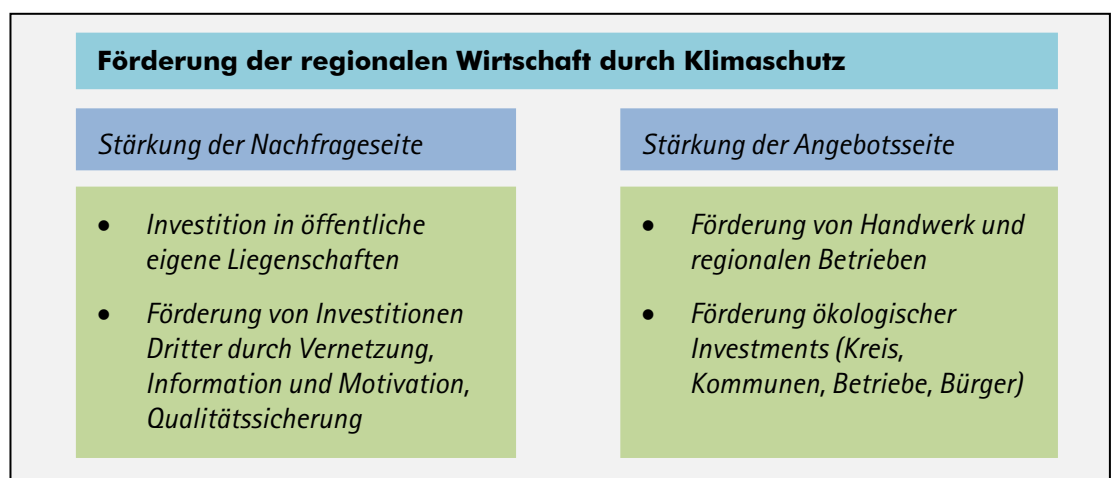 Förderung der regionalen Wirtschaft durch Klimaschutz
Stärkung der Nachfrageseite
• Investition in öffentliche
eigene Liegenschaften
• Förderung von Investitionen
Dritter durch Vernetzung,
Information und Motivation,
Qualitätssicherung
Stärkung der Angebotsseite
• Förderung von Handwerk und
regionalen Betrieben
• Förderung ökologischer
Investments (Kreis,
Kommunen, Betriebe, Bürger)